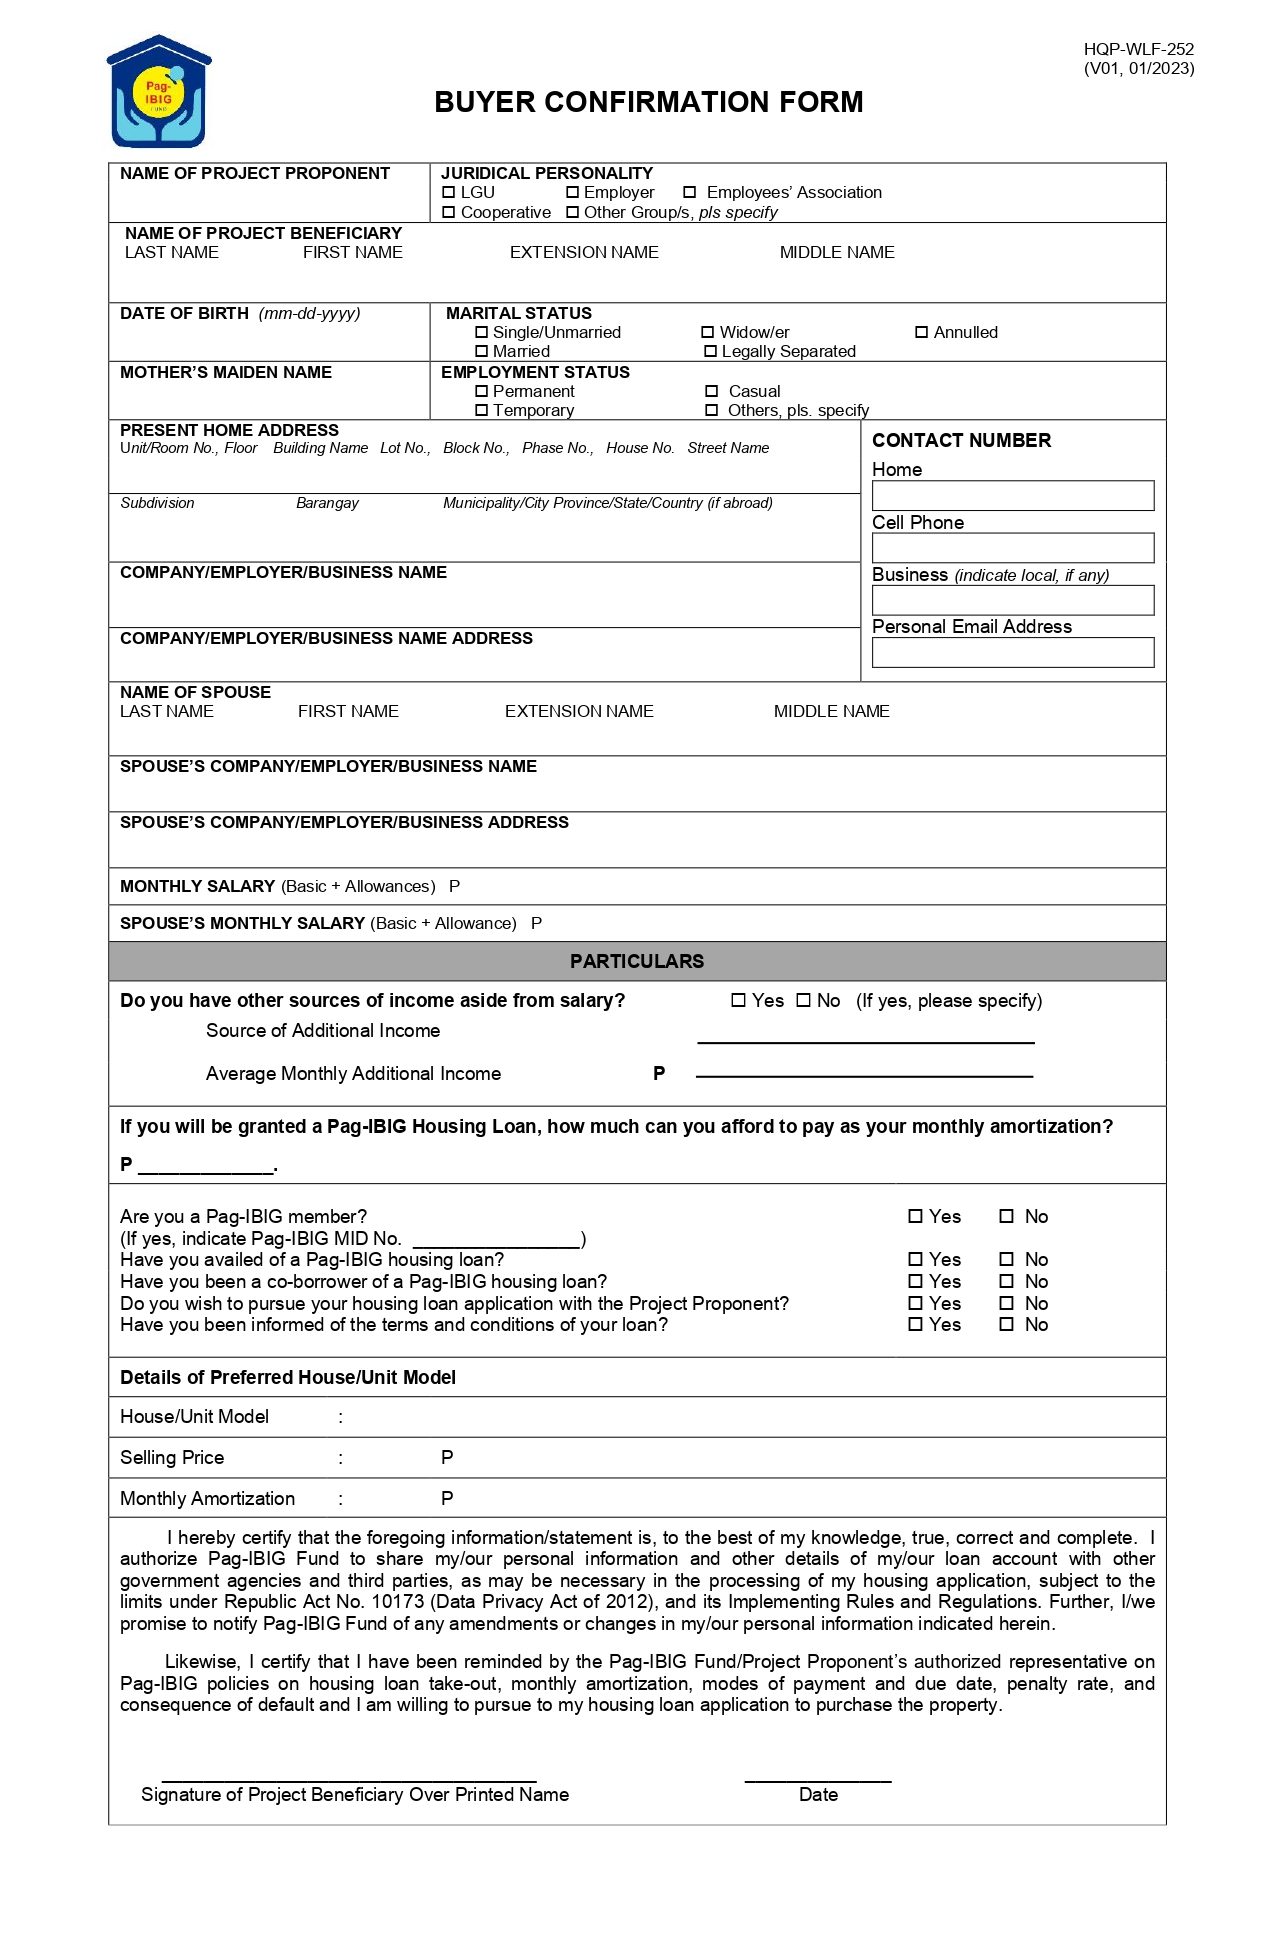 Pag-
IBIG
FUND
HQP-WLF-252
(V01, 01/2023)
BUYER CONFIRMATION FORM
NAME OF PROJECT PROPONENT
JURIDICAL PERSONALITY
☐ LGU ☐ Employer ☐ Employees’ Association
☐ Cooperative ☐ Other Group/s, pls specify
NAME OF PROJECT BENEFICIARY
LAST NAME FIRST NAME EXTENSION NAME MIDDLE NAME
DATE OF BIRTH (mm-dd-yyyy)
MARITAL STATUS
☐ Single/Unmarried ☐ Widow/er ☐ Annulled
☐ Married ☐ Legally Separated
MOTHER’S MAIDEN NAME
EMPLOYMENT STATUS
☐ Permanent ☐ Casual
☐ Temporary ☐ Others, pls. specify
PRESENT HOME ADDRESS
Unit/Room No., Floor Building Name Lot No., Block No., Phase No., House No. Street Name
Subdivision Barangay Municipality/City Province/State/Country (if abroad)
COMPANY/EMPLOYER/BUSINESS NAME
COMPANY/EMPLOYER/BUSINESS NAME ADDRESS
CONTACT NUMBER
Home
Cell Phone
Business (indicate local, if any)
Personal Email Address
NAME OF SPOUSE
LAST NAME FIRST NAME EXTENSION NAME MIDDLE NAME
SPOUSE’S COMPANY/EMPLOYER/BUSINESS NAME
SPOUSE’S COMPANY/EMPLOYER/BUSINESS ADDRESS
MONTHLY SALARY (Basic + Allowances) P
SPOUSE’S MONTHLY SALARY (Basic + Allowance) P
PARTICULARS
Do you have other sources of income aside from salary? ☐ Yes ☐ No (If yes, please specify)
Source of Additional Income
Average Monthly Additional Income P
If you will be granted a Pag-IBIG Housing Loan, how much can you afford to pay as your monthly amortization?
P _____________.
Are you a Pag-IBIG member? ☐ Yes ☐ No
(If yes, indicate Pag-IBIG MID No. ________________)
Have you availed of a Pag-IBIG housing loan? ☐ Yes ☐ No
Have you been a co-borrower of a Pag-IBIG housing loan? ☐ Yes ☐ No
Do you wish to pursue your housing loan application with the Project Proponent? ☐ Yes ☐ No
Have you been informed of the terms and conditions of your loan? ☐ Yes ☐ No
Details of Preferred House/Unit Model
House/Unit Model :
Selling Price : P
Monthly Amortization : P
I hereby certify that the foregoing information/statement is, to the best of my knowledge, true, correct and complete. I
authorize Pag-IBIG Fund to share my/our personal information and other details of my/our loan account with other
government agencies and third parties, as may be necessary in the processing of my housing application, subject to the
limits under Republic Act No. 10173 (Data Privacy Act of 2012), and its Implementing Rules and Regulations. Further, I/we
promise to notify Pag-IBIG Fund of any amendments or changes in my/our personal information indicated herein.
Likewise, I certify that I have been reminded by the Pag-IBIG Fund/Project Proponent’s authorized representative on
Pag-IBIG policies on housing loan take-out, monthly amortization, modes of payment and due date, penalty rate, and
consequence of default and I am willing to pursue to my housing loan application to purchase the property.
Signature of Project Beneficiary Over Printed Name Date